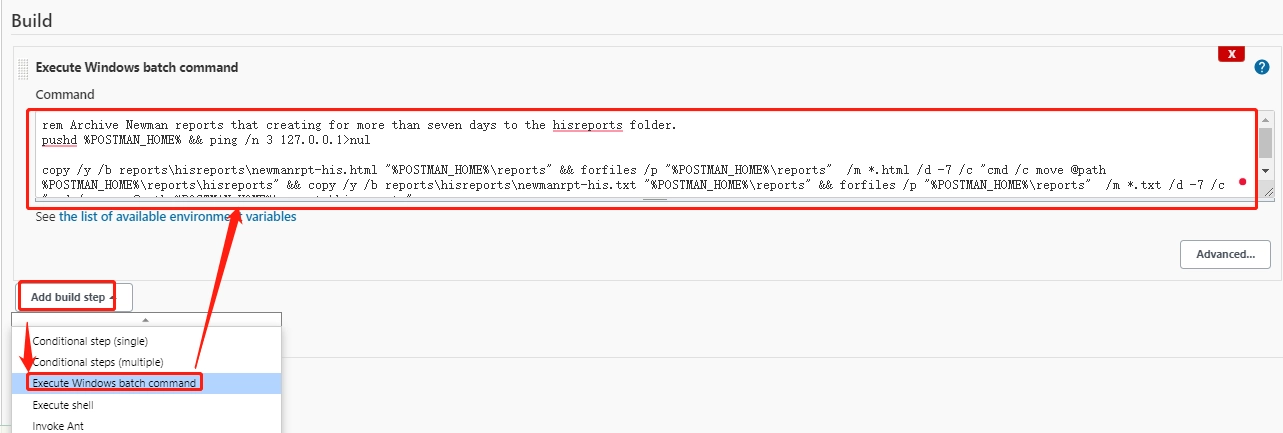 Build
X
Execute Windows batch command
Command
rem Archive Newman reports that creating for more than seven days to the hisreports folder.
pushd %POSTMAN_HOME% && ping /n 3 127.0.0.1>nul
copy /y /b reports\hisreports\newmanrpt-his.html "%POSTMAN_HOME%\reports" && forfiles /p "%POSTMAN_HOME%\reports"  /m *.html /d -7 /c "cmd /c move @path
%POSTMAN_HOME%\reports\hisreports" && copy /y /b reports\hisreports\newmanrpt-his.txt "%POSTMAN_HOME%\reports" && forfiles /p "%POSTMAN_HOME%\reports"  /m *.txt /d -7 /c
See the list of available environment variables
Advanced...
Add build step
Conditional step (single)
Conditional steps (multiple)
Execute Windows batch command
Execute shell
Invoke Ant